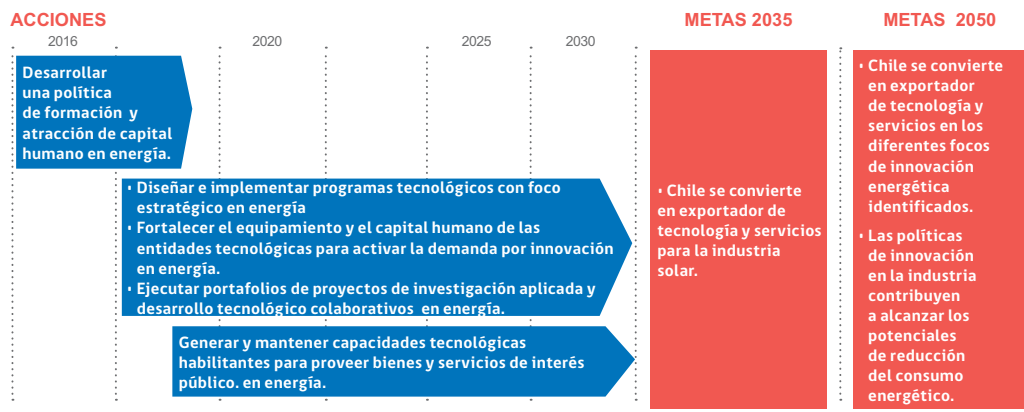 ACCIONES
METAS 2035
METAS 2050
2016
2020
2025
2030
Desarrollar
una política
de formación y
atracción de capital
humano en energía.
· Diseñar e implementar programas tecnológicos con foco
estratégico en energía
· Fortalecer el equipamiento y el capital humano de las
entidades tecnológicas para activar la demanda por innovación
en energía.
· Ejecutar portafolios de proyectos de investigación aplicada y
desarrollo tecnológico colaborativos en energía.
Generar y mantener capacidades tecnológicas
habilitantes para proveer bienes y servicios de interés
público. en energía.
· Chile se convierte
en exportador de
tecnología y servicios
para la industria
solar.
· Chile se convierte
en exportador
de tecnología y
servicios en los
diferentes focos
de innovación
energética
identificados.
· Las políticas
de innovación
en la industria
contribuyen
a alcanzar los
potenciales
de reducción
del consumo
energético.